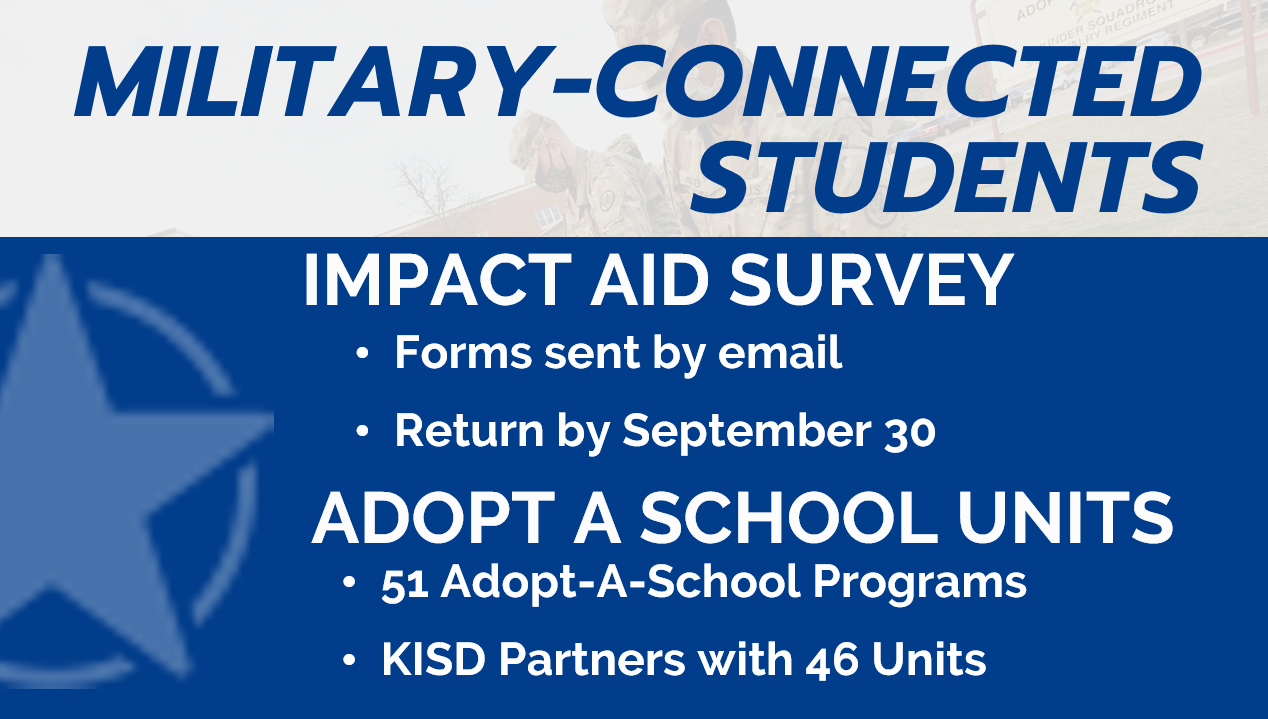 MILITARY-CONNECTED
STUDENTS
IMPACT AID SURVEY
• Forms sent by email
• Return by September 30
ADOPT A SCHOOL UNITS
• 51 Adopt-A-School Programs
• KISD Partners with 46 Units